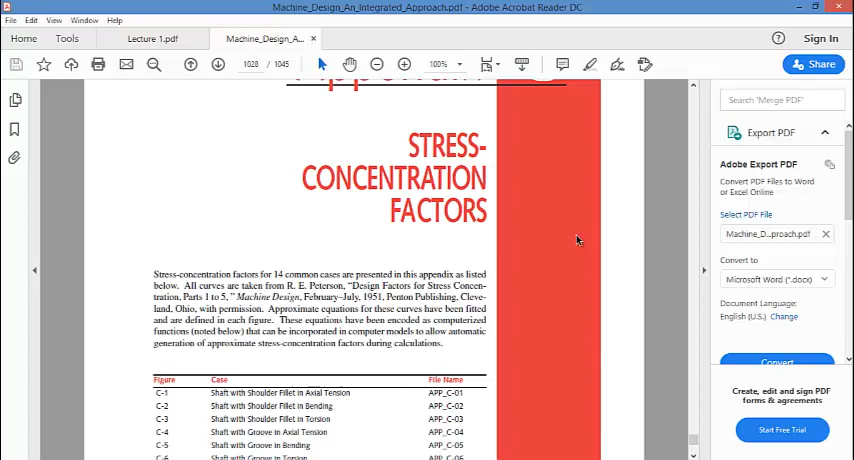 Machine_Design_An_Integrated_Approach.pdf - Adobe Acrobat Reader DC
File Edit View Window Help
Home Tools Lecture 1.pdf Machine_Design_A... × Sign In
1028 / 1045 100% Share
STRESS-
CONCENTRATION
FACTORS
Stress-concentration factors for 14 common cases are presented in this appendix as listed
below. All curves are taken from R. E. Peterson, “Design Factors for Stress Concen-
tration, Parts 1 to 5, ” Machine Design, February–July, 1951, Penton Publishing, Cleve-
land, Ohio, with permission. Approximate equations for these curves have been fitted
and are defined in each figure. These equations have been encoded as computerized
functions (noted below) that can be incorporated in computer models to allow automatic
generation of approximate stress-concentration factors during calculations.
Figure Case File Name
C-1 Shaft with Shoulder Fillet in Axial Tension APP_C-01
C-2 Shaft with Shoulder Fillet in Bending APP_C-02
C-3 Shaft with Shoulder Fillet in Torsion APP_C-03
C-4 Shaft with Groove in Axial Tension APP_C-04
C-5 Shaft with Groove in Bending APP_C-05
C-6 Shaft with Groove in Torsion APP_C-06
Search 'Merge PDF'
Export PDF
Adobe Export PDF
Convert PDF Files to Word
or Excel Online
Select PDF File
Machine_D...proach.pdf
Convert to
Microsoft Word (*.docx)
Document Language:
English (U.S.) Change
Convert
Create, edit and sign PDF
forms & agreements
Start Free Trial